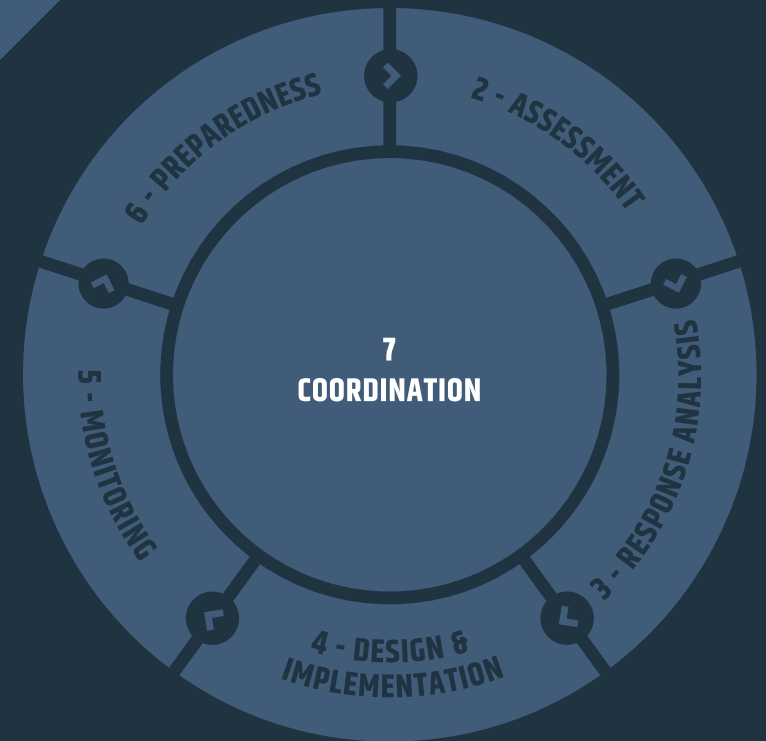 2 - ASSESSMENT
3 - RESPONSE ANALYSIS
4 - DESIGN &
IMPLEMENTATION
5 - MONITORING
6 - PREPAREDNESS
7
COORDINATION